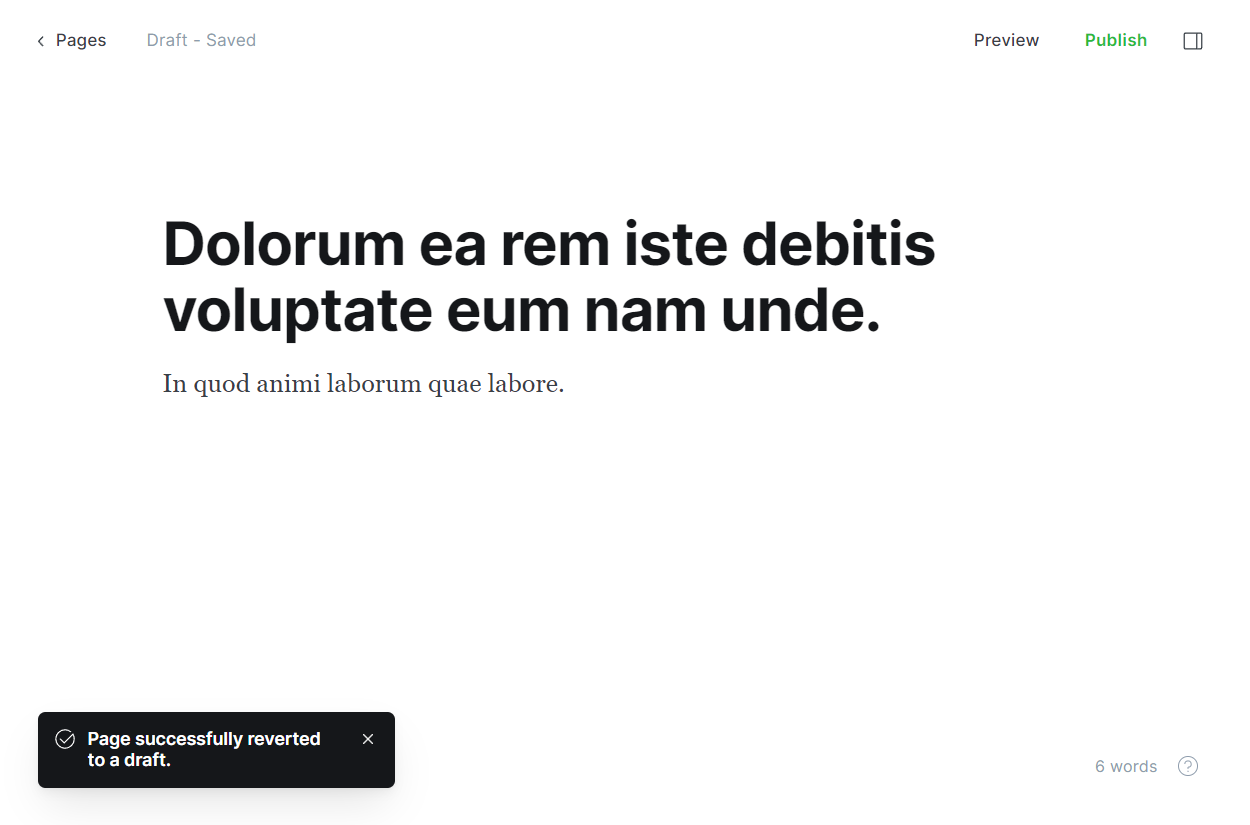 Pages
Draft - Saved
Preview
Publish
Dolorum ea rem iste debitis
voluptate eum nam unde.
In quod animi laborum quae labore.
Page successfully reverted
to a draft.
6 words
?